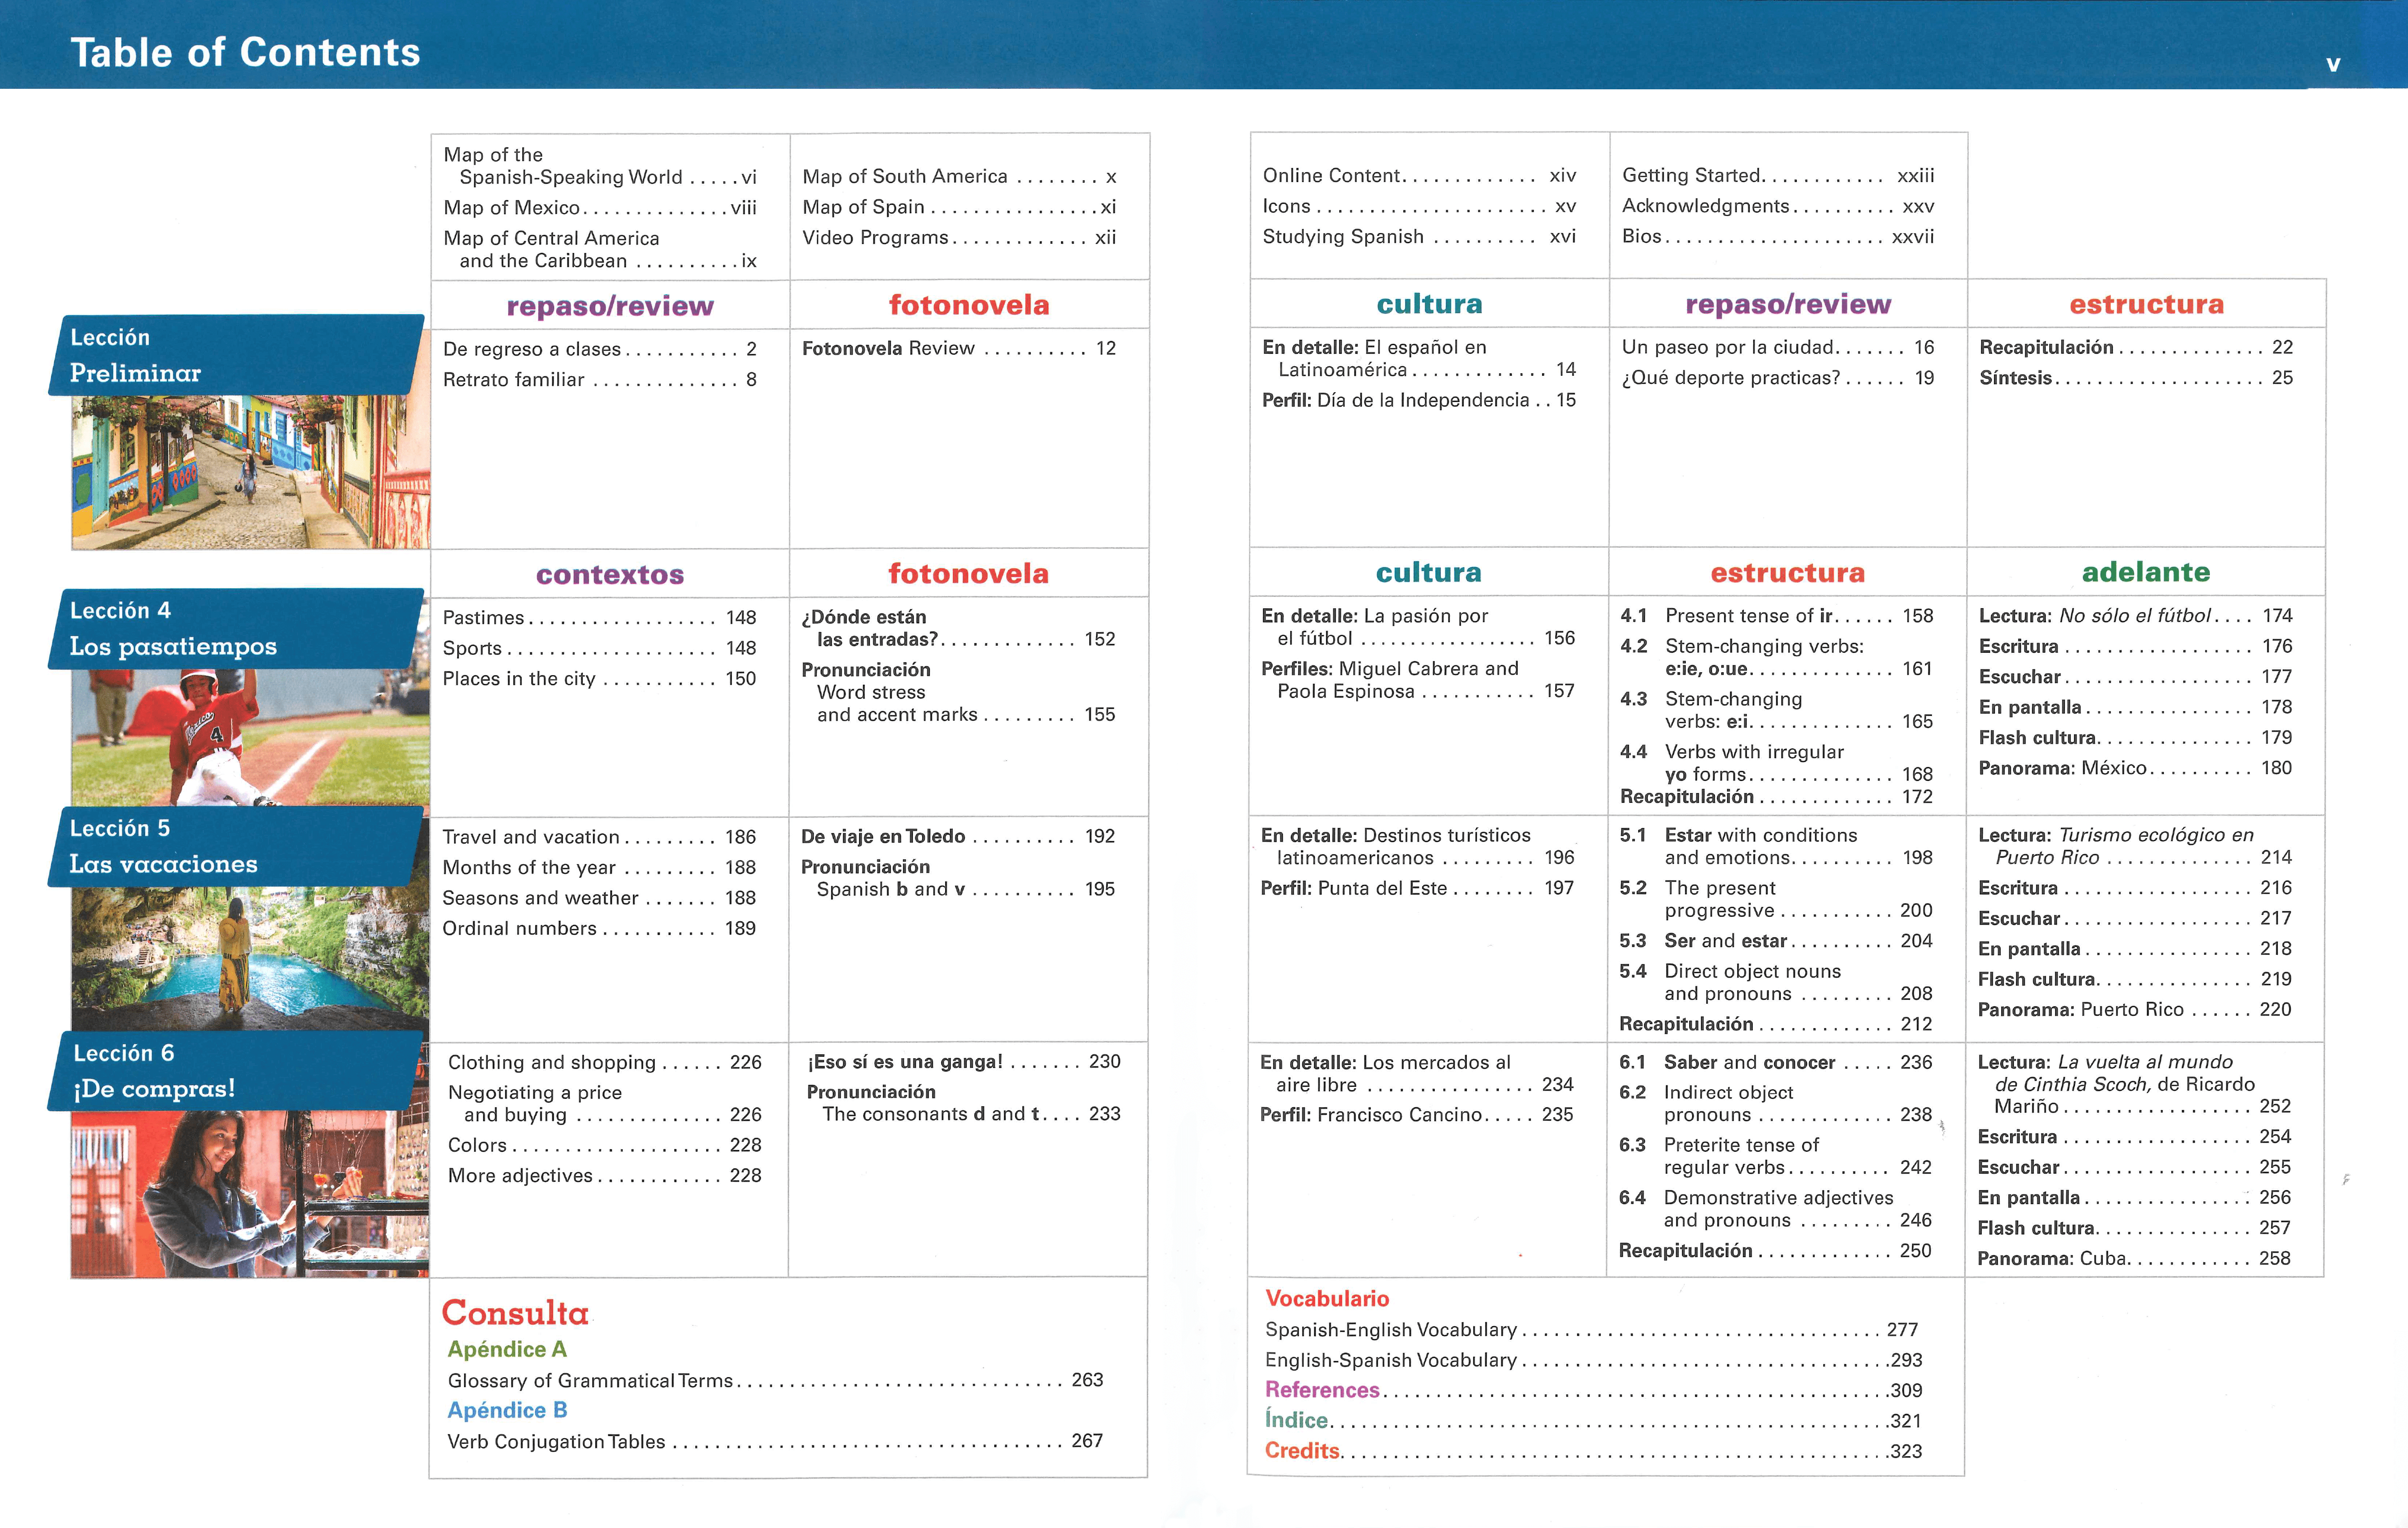 Table of Contents
v
Map of the
Spanish-Speaking World ..... vi
Map of Mexico .............. viii
Map of Central America
and the Caribbean .......... ix
Map of South America ........ x
Map of Spain ................ xi
Video Programs ............. xii
Online Content ............. xiv
Icons ...................... xv
Studying Spanish .......... xvi
Getting Started ............ xxiii
Acknowledgments .......... xxv
Bios ..................... xxvii
Lección
Preliminar
repaso/review
De regreso a clases ........... 2
Retrato familiar .............. 8
fotonovela
Fotonovela Review .......... 12
cultura
En detalle: El español en
Latinoamérica ............. 14
Perfil: Día de la Independencia .. 15
repaso/review
Un paseo por la ciudad ....... 16
¿Qué deporte practicas? ...... 19
estructura
Recapitulación .............. 22
Síntesis .................... 25
contextos
fotonovela
cultura
estructura
adelante
Lección 4
Los pasatiempos
Pastimes .................. 148
Sports .................... 148
Places in the city ........... 150
¿Dónde están
las entradas? ............. 152
Pronunciación
Word stress
and accent marks ......... 155
En detalle: La pasión por
el fútbol ................. 156
Perfiles: Miguel Cabrera and
Paola Espinosa ........... 157
4.1 Present tense of ir ...... 158
4.2 Stem-changing verbs:
e:ie, o:ue .............. 161
4.3 Stem-changing
verbs: e:i .............. 165
4.4 Verbs with irregular
yo forms .............. 168
Recapitulación ............. 172
Lectura: No sólo el fútbol .... 174
Escritura .................. 176
Escuchar .................. 177
En pantalla ................ 178
Flash cultura ............... 179
Panorama: México .......... 180
Lección 5
Las vacaciones
Travel and vacation ......... 186
Months of the year ......... 188
Seasons and weather ....... 188
Ordinal numbers ........... 189
De viaje en Toledo .......... 192
Pronunciación
Spanish b and v .......... 195
En detalle: Destinos turísticos
latinoamericanos ......... 196
Perfil: Punta del Este ........ 197
5.1 Estar with conditions
and emotions .......... 198
5.2 The present
progressive ........... 200
5.3 Ser and estar .......... 204
5.4 Direct object nouns
and pronouns ......... 208
Recapitulación ............. 212
Lectura: Turismo ecológico en
Puerto Rico .............. 214
Escritura .................. 216
Escuchar .................. 217
En pantalla ................ 218
Flash cultura ............... 219
Panorama: Puerto Rico ...... 220
Lección 6
¡De compras!
Clothing and shopping ...... 226
Negotiating a price
and buying .............. 226
Colors .................... 228
More adjectives ............ 228
¡Eso sí es una ganga! ....... 230
Pronunciación
The consonants d and t .... 233
En detalle: Los mercados al
aire libre ................ 234
Perfil: Francisco Cancino ..... 235
6.1 Saber and conocer ..... 236
6.2 Indirect object
pronouns ............. 238
6.3 Preterite tense of
regular verbs .......... 242
6.4 Demonstrative adjectives
and pronouns ......... 246
Recapitulación ............. 250
Lectura: La vuelta al mundo
de Cinthia Scoch, de Ricardo
Mariño .................. 252
Escritura .................. 254
Escuchar .................. 255
En pantalla ................ 256
Flash cultura ............... 257
Panorama: Cuba ............ 258
Consulta
Apéndice A
Glossary of Grammatical Terms ............................... 263
Apéndice B
Verb Conjugation Tables ..................................... 267
Vocabulario
Spanish-English Vocabulary .................................. 277
English-Spanish Vocabulary .................................. 293
References ................................................ 309
Índice ..................................................... 321
Credits .................................................... 323
4